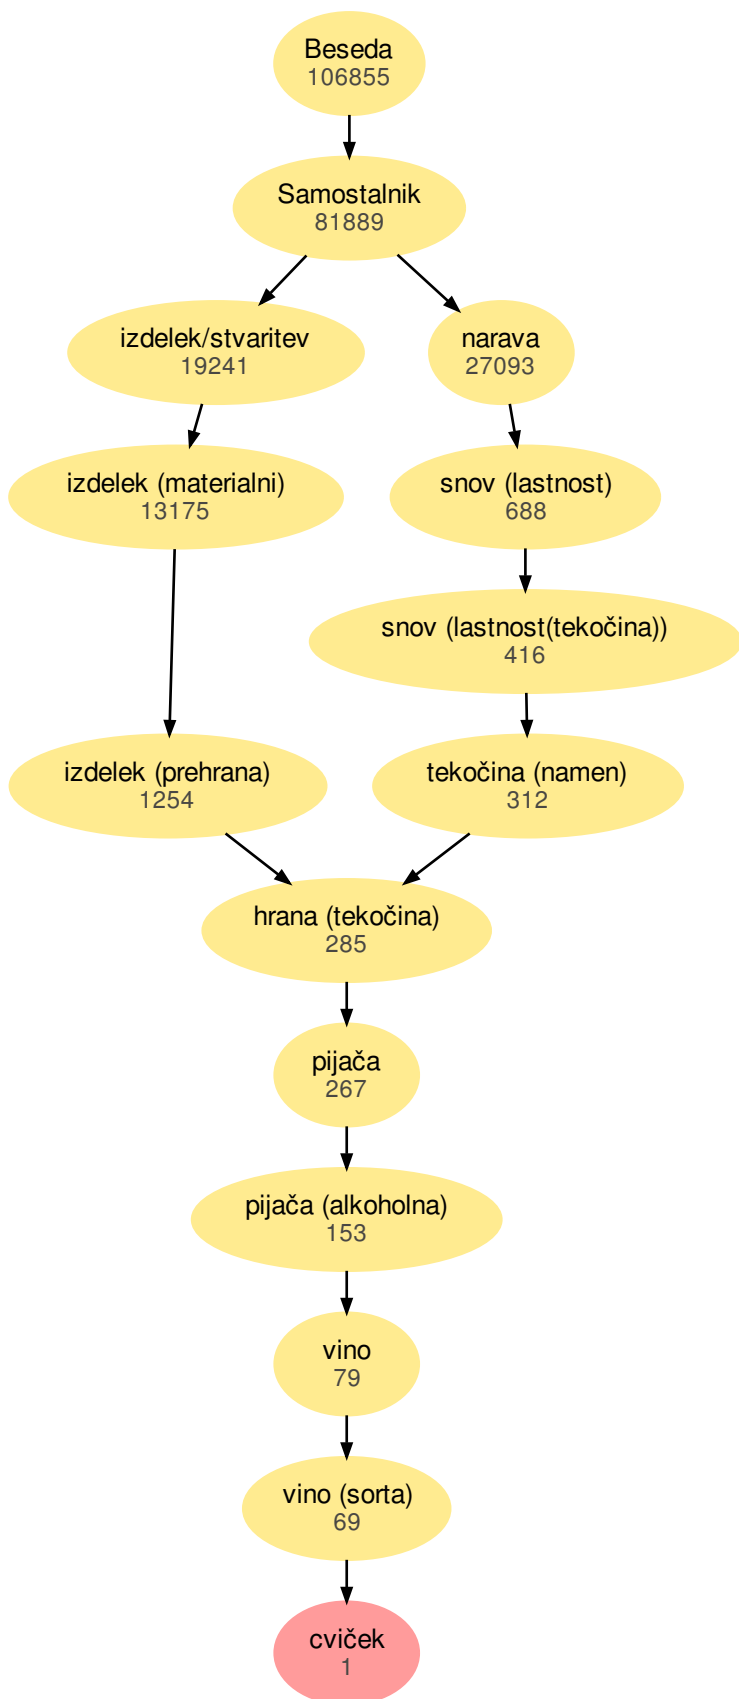 Beseda
106855
Samostalnik
81889
izdelek/stvaritev
19241
narava
27093
izdelek (materialni)
13175
snov (lastnost)
688
snov (lastnost(tekočina))
416
izdelek (prehrana)
1254
tekočina (namen)
312
hrana (tekočina)
285
pijača
267
pijača (alkoholna)
153
vino
79
vino (sorta)
69
cviček
1